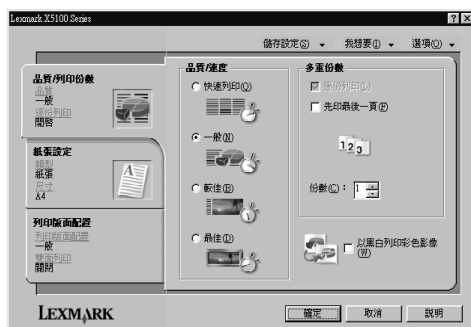 Lexmark X5100 Series
儲存設定(S) 我想要(I) 選項(O)
品質/列印份數
品質
一般
逐份列印
開啓
紙張設定
類型
紙張
尺寸
A4
列印版面配置
列印版面配置
一般
雙面列印
關閉
品質/速度
快速列印(Q)
一般(N)
較佳(B)
最佳(D)
多重份數
逐份列印(L)
先印最後一頁(F)
1 2 3
份數(C)： 1
以黑白列印彩色影像
(W)
LEXMARK
確定 取消 說明